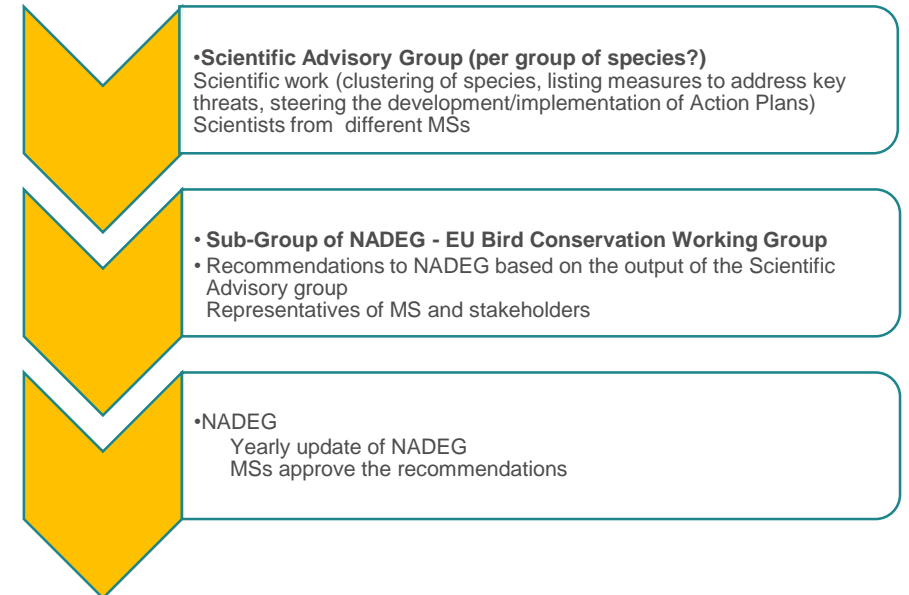 •Scientific Advisory Group (per group of species?)
Scientific work (clustering of species, listing measures to address key
threats, steering the development/implementation of Action Plans)
Scientists from  different MSs
• Sub-Group of NADEG - EU Bird Conservation Working Group
• Recommendations to NADEG based on the output of the Scientific
Advisory group
Representatives of MS and stakeholders
•NADEG
Yearly update of NADEG
MSs approve the recommendations